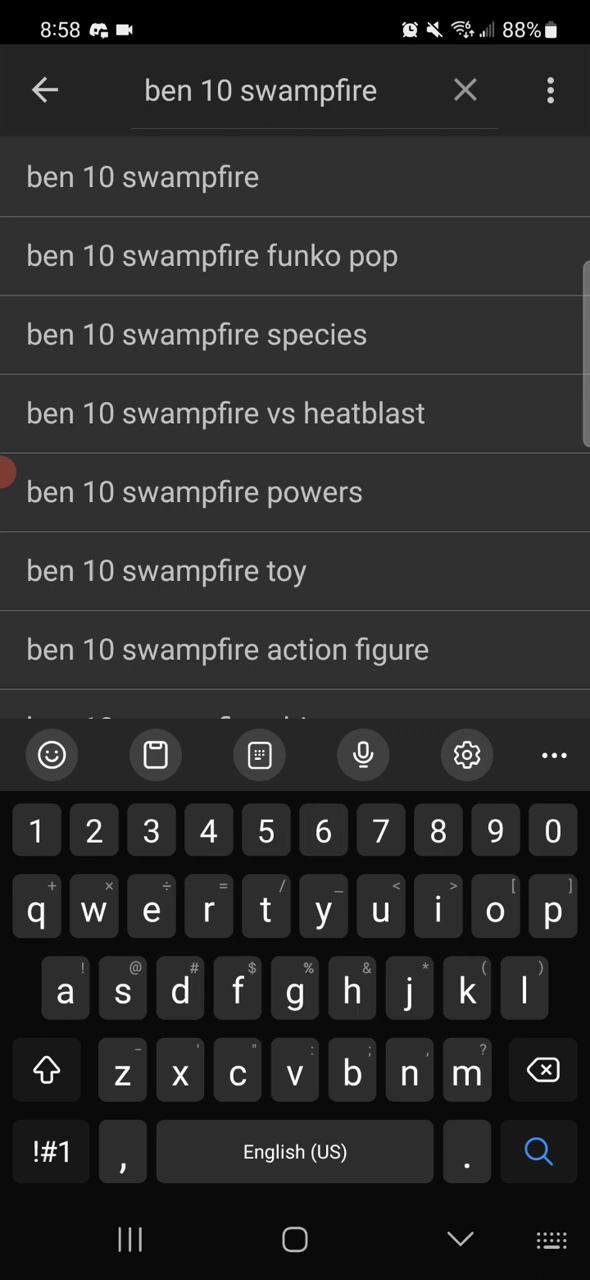 8:58 88%
ben 10 swampfire
ben 10 swampfire
ben 10 swampfire funko pop
ben 10 swampfire species
ben 10 swampfire vs heatblast
ben 10 swampfire powers
ben 10 swampfire toy
ben 10 swampfire action figure
1 2 3 4 5 6 7 8 9 0
+ × ÷ = / _ < > [ ]
q w e r t y u i o p
! @ # $ % & * ( )
a s d f g h j k l
- ' " : ; , ?
z x c v b n m
!#1 , English (US) .